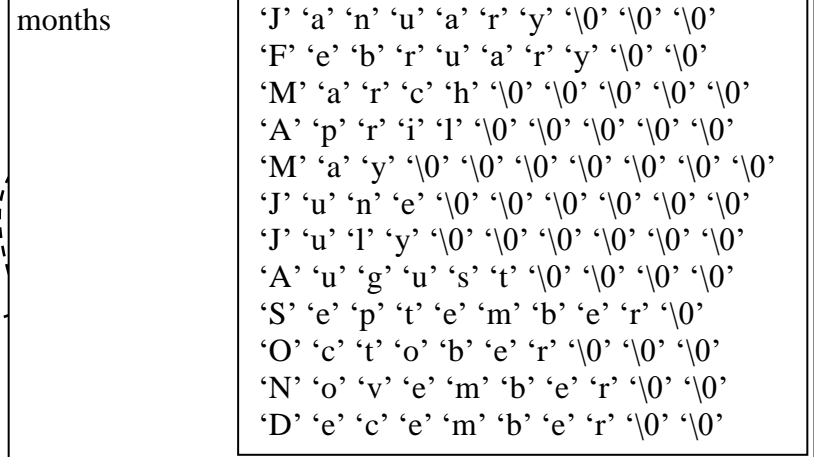 months ‘J’ ‘a’ ‘n’ ‘u’ ‘a’ ‘r’ ‘y’ ‘\0’ ‘\0’ ‘\0’
‘F’ ‘e’ ‘b’ ‘r’ ‘u’ ‘a’ ‘r’ ‘y’ ‘\0’ ‘\0’
‘M’ ‘a’ ‘r’ ‘c’ ‘h’ ‘\0’ ‘\0’ ‘\0’ ‘\0’ ‘\0’
‘A’ ‘p’ ‘r’ ‘i’ ‘l’ ‘\0’ ‘\0’ ‘\0’ ‘\0’ ‘\0’
‘M’ ‘a’ ‘y’ ‘\0’ ‘\0’ ‘\0’ ‘\0’ ‘\0’ ‘\0’ ‘\0’
‘J’ ‘u’ ‘n’ ‘e’ ‘\0’ ‘\0’ ‘\0’ ‘\0’ ‘\0’ ‘\0’
‘J’ ‘u’ ‘l’ ‘y’ ‘\0’ ‘\0’ ‘\0’ ‘\0’ ‘\0’ ‘\0’
‘A’ ‘u’ ‘g’ ‘u’ ‘s’ ‘t’ ‘\0’ ‘\0’ ‘\0’ ‘\0’
‘S’ ‘e’ ‘p’ ‘t’ ‘e’ ‘m’ ‘b’ ‘e’ ‘r’ ‘\0’
‘O’ ‘c’ ‘t’ ‘o’ ‘b’ ‘e’ ‘r’ ‘\0’ ‘\0’ ‘\0’
‘N’ ‘o’ ‘v’ ‘e’ ‘m’ ‘b’ ‘e’ ‘r’ ‘\0’ ‘\0’
‘D’ ‘e’ ‘c’ ‘e’ ‘m’ ‘b’ ‘e’ ‘r’ ‘\0’ ‘\0’